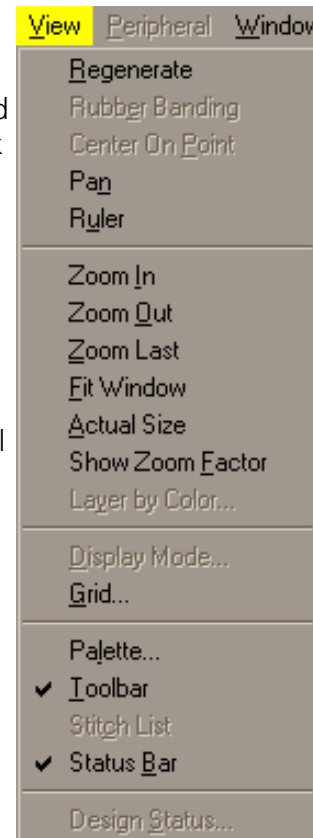 View Peripheral Window
Regenerate
Rubber Banding
Center On Point
Pan
Ruler
Zoom In
Zoom Out
Zoom Last
Fit Window
Actual Size
Show Zoom Factor
Layer by Color...
Display Mode...
Grid...
Palette...
Toolbar
Stitch List
Status Bar
Design Status...